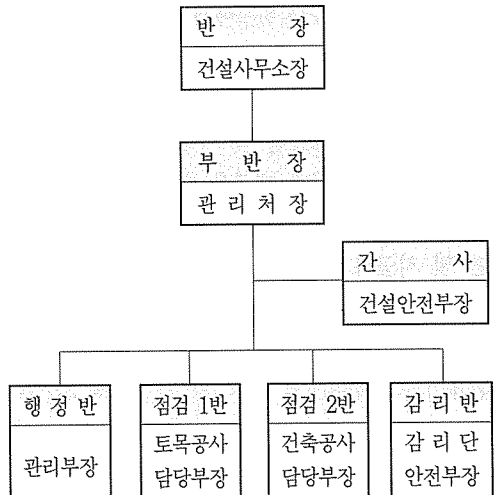 반 장
건설사무소장
부 반 장
관 리 처 장
간 사
건설안전부장
행 정 반
관리부장
점검 1반
토목공사
담당부장
점검 2반
건축공사
담당부장
감 리 반
감 리 단
안전부장